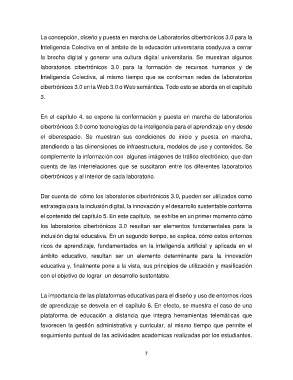 La concepción, diseño y puesta en marcha de Laboratorios cibertrónicos 3.0 para la
Inteligencia Colectiva en el ámbito de la educación universitaria coadyuva a cerrar
la brecha digital y generar una cultura digital universitaria. Se muestran algunos
laboratorios cibertrónicos 3.0 para la formación de recursos humanos y de
Inteligencia Colectiva, al mismo tiempo que se conforman redes de laboratorios
cibertrónicos 3.0 en la Web 3.0 o Web semántica. Todo esto se aborda en el capítulo
3.
En el capítulo 4, se expone la conformación y puesta en marcha de laboratorios
cibertrónicos 3.0 como tecnologías de la inteligencia para el aprendizaje en y desde
el ciberespacio. Se muestran sus condiciones de inicio y puesta en marcha,
atendiendo a las dimensiones de infraestructura, modelos de uso y contenidos. Se
complementa la información con algunas imágenes de tráfico electrónico, que dan
cuenta de las interrelaciones que se suscitaron entre los diferentes laboratorios
cibertrónicos y al interior de cada laboratorio.
Dar cuenta de cómo los laboratorios cibertrónicos 3.0, pueden ser utilizados como
estrategia para la inclusión digital, la innovación y el desarrollo sustentable conforma
el contenido del capítulo 5. En este capítulo, se exhibe en un primer momento cómo
los laboratorios cibertrónicos 3.0 resultan ser elementos fundamentales para la
inclusión digital educativa. En un segundo tiempo, se explica, cómo estos entornos
ricos de aprendizaje, fundamentados en la inteligencia artificial y aplicada en el
ámbito educativo, resultan ser un elemento determinante para la innovación
educativa y, finalmente pone a la vista, sus principios de utilización y masificación
con el objetivo de lograr un desarrollo sustentable.
La importancia de las plataformas educativas para el diseño y uso de entornos ricos
de aprendizaje se desvela en el capítulo 6. En efecto, se muestra el caso de una
plataforma de educación a distancia que integra herramientas telemáticas que
favorecen la gestión administrativa y curricular, al mismo tiempo que permite el
seguimiento puntual de las actividades académicas realizadas por los estudiantes.
7